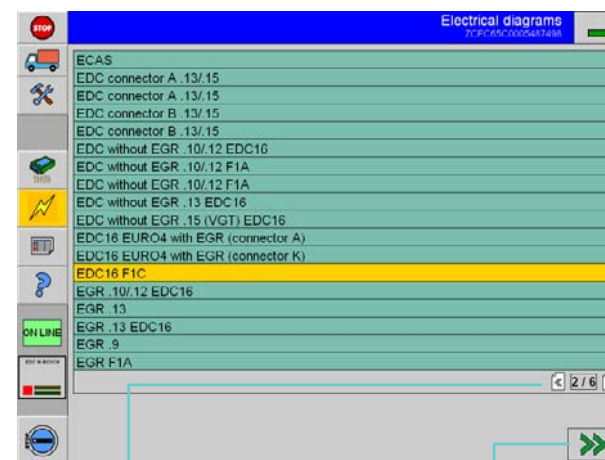 STOP
Electrical diagrams
ZCFC65C0005487498
ECAS
EDC connector A .13/.15
EDC connector A .13/.15
EDC connector B .13/.15
EDC connector B .13/.15
EDC without EGR .10/.12 EDC16
EDC without EGR .10/.12 F1A
EDC without EGR .10/.12 F1A
EDC without EGR .13 EDC16
EDC without EGR .15 (VGT) EDC16
EDC16 EURO4 with EGR (connector A)
EDC16 EURO4 with EGR (connector K)
EDC16 F1C
EGR .10/.12 EDC16
EGR .13
EGR .13 EDC16
EGR .9
EGR F1A
ON LINE
2 / 6